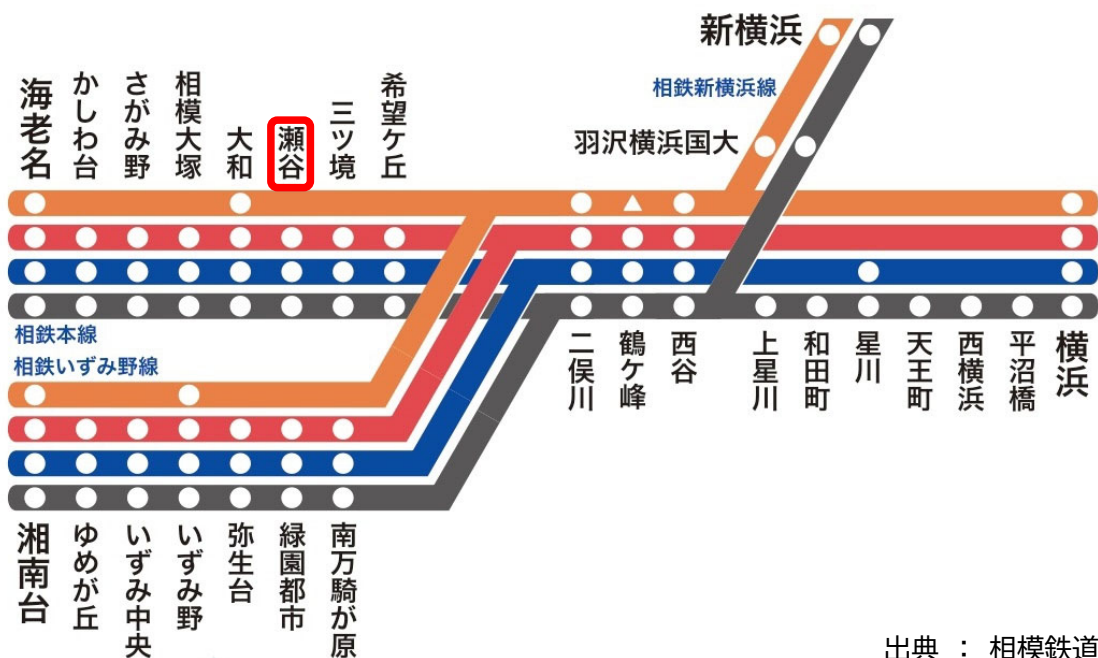 新横浜
相鉄新横浜線
羽沢横浜国大
海老名
かしわ台
さがみ野
相模大塚
大和
瀬谷
三ツ境
希望ケ丘
相鉄本線
相鉄いずみ野線
二俣川
鶴ケ峰
西谷
上星川
和田町
星川
天王町
西横浜
平沼橋
横浜
湘南台
ゆめが丘
いずみ中央
いずみ野
弥生台
緑園都市
南万騎が原
出典 : 相模鉄道